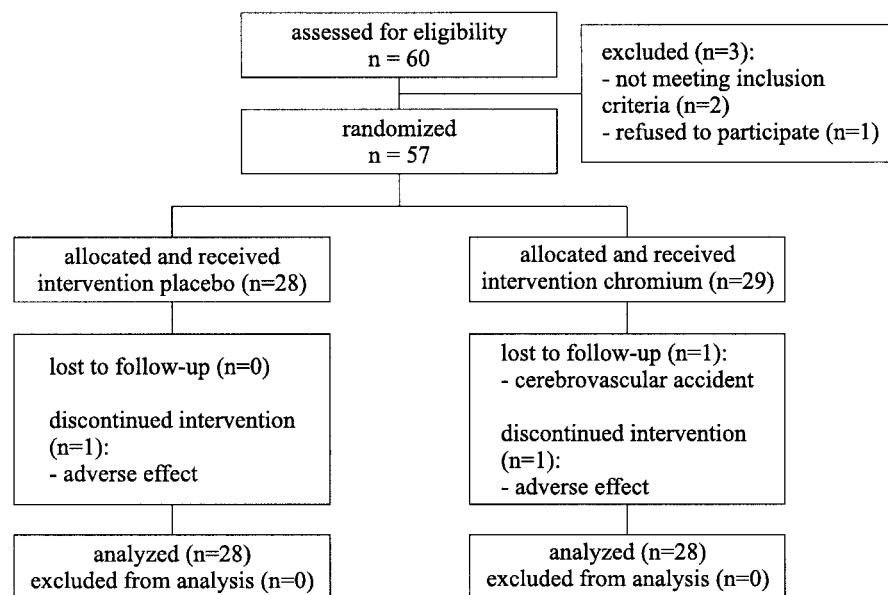 assessed for eligibility
n = 60
excluded (n=3):
- not meeting inclusion
criteria (n=2)
- refused to participate (n=1)
randomized
n = 57
allocated and received
intervention placebo (n=28)
allocated and received
intervention chromium (n=29)
lost to follow-up (n=0)
discontinued intervention
(n=1):
- adverse effect
lost to follow-up (n=1):
- cerebrovascular accident
discontinued intervention
(n=1):
- adverse effect
analyzed (n=28)
excluded from analysis (n=0)
analyzed (n=28)
excluded from analysis (n=0)